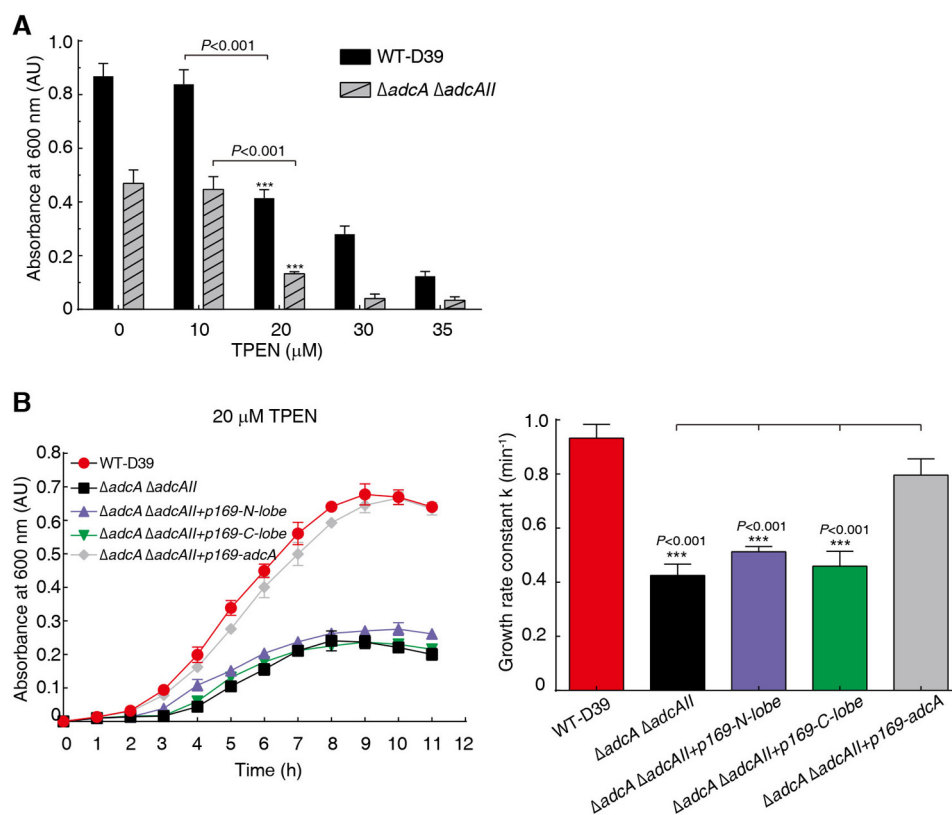 A
1.0
0.8
0.6
0.4
0.2
0
Absorbance at 600 nm (AU)
P<0.001
P<0.001
***
***
WT-D39
ΔadcA ΔadcAII
0 10 20 30 35
TPEN (μM)
B
20 μM TPEN
0.8
0.7
0.6
0.5
0.4
0.3
0.2
0.1
0
Absorbance at 600 nm (AU)
WT-D39
ΔadcA ΔadcAII
ΔadcA ΔadcAII+p169-N-lobe
ΔadcA ΔadcAII+p169-C-lobe
ΔadcA ΔadcAII+p169-adcA
0 1 2 3 4 5 6 7 8 9 10 11 12
Time (h)
1.0
0.8
0.6
0.4
0.2
0
Growth rate constant k (min⁻¹)
P<0.001
***
P<0.001
***
P<0.001
***
WT-D39
ΔadcA ΔadcAII
ΔadcA ΔadcAII+p169-N-lobe
ΔadcA ΔadcAII+p169-C-lobe
ΔadcA ΔadcAII+p169-adcA